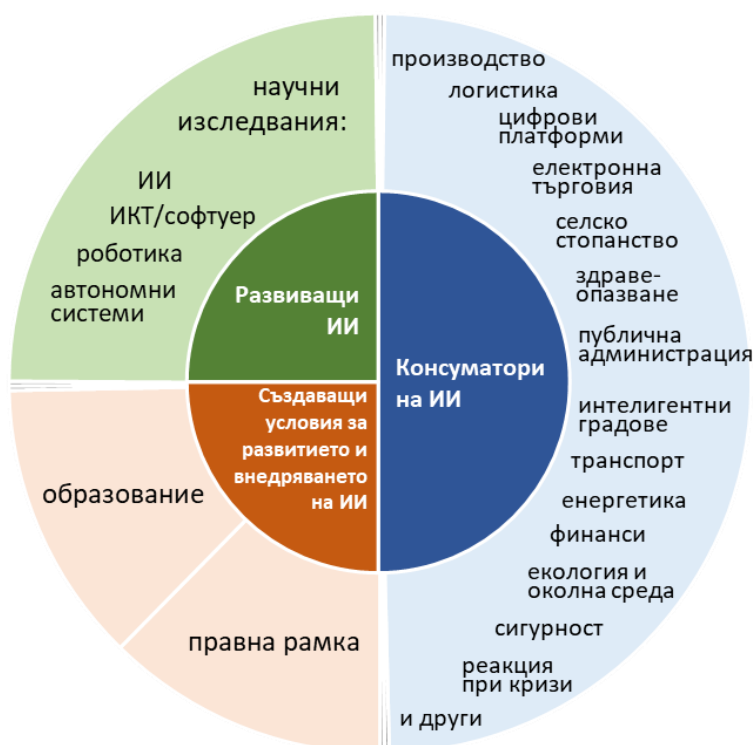 научни
изследвания:
ИИ
ИКТ/софтуер
роботика
автономни
системи
Развиващи
ИИ
Създаващи
условия за
развитието и
внедряването
на ИИ
образование
правна рамка
Консуматори
на ИИ
производство
логистика
цифрови
платформи
електронна
търговия
селско
стопанство
здраве-
опазване
публична
администрация
интелигентни
градове
транспорт
енергетика
финанси
екология и
околна среда
сигурност
реакция
при кризи
и други